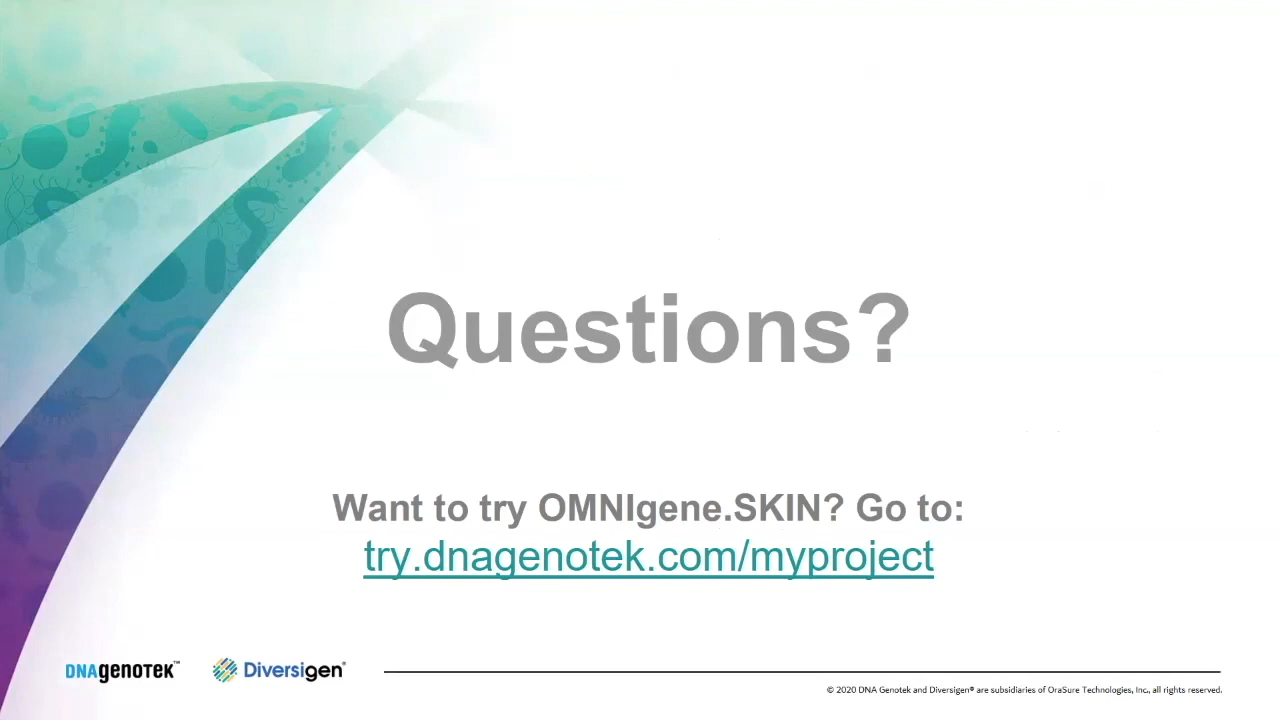 Questions?
Want to try OMNIgene.SKIN? Go to:
try.dnagenotek.com/myproject
DNAgenotek™
Diversigen®
© 2020 DNA Genotek and Diversigen® are subsidiaries of OraSure Technologies, Inc., all rights reserved.